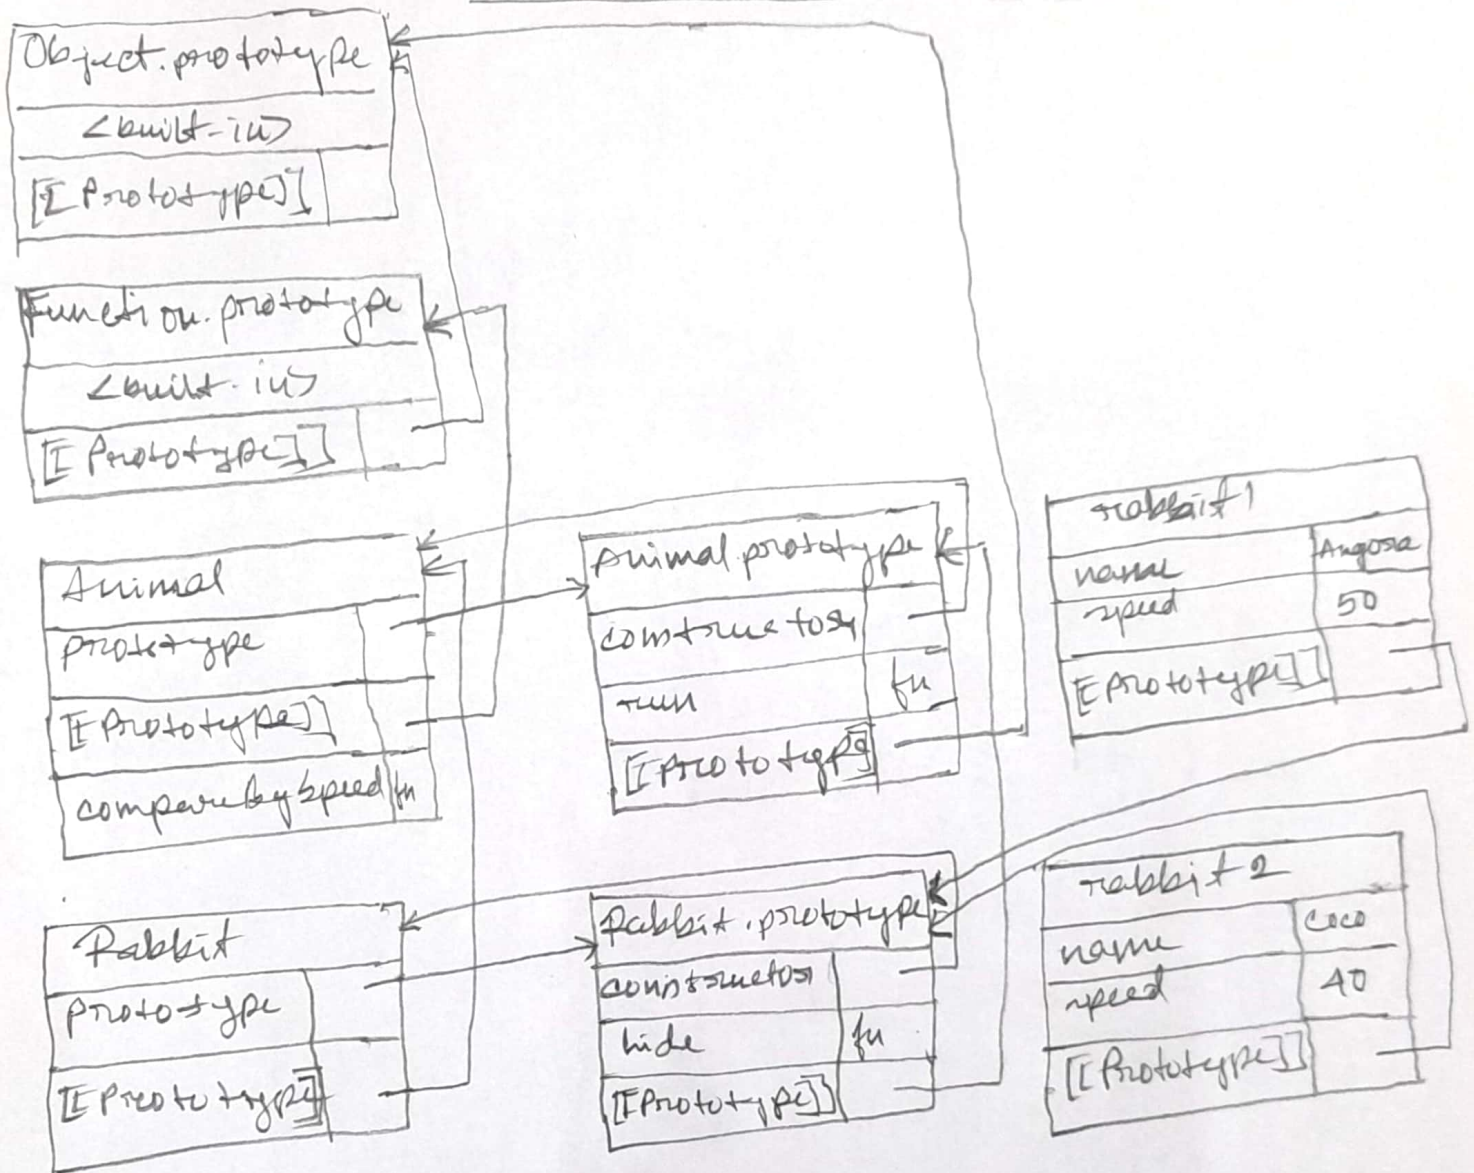 Object.prototype
<built-in>
[[Prototype]]
Function.prototype
<built-in>
[[Prototype]]
Animal
prototype
[[Prototype]]
compareBySpeed fn
Animal.prototype
constructor
run fn
[[Prototype]]
rabbit1
name Angora
speed 50
[[Prototype]]
Rabbit
prototype
[[Prototype]]
Rabbit.prototype
constructor
hide fn
[[Prototype]]
rabbit2
name Coco
speed 40
[[Prototype]]